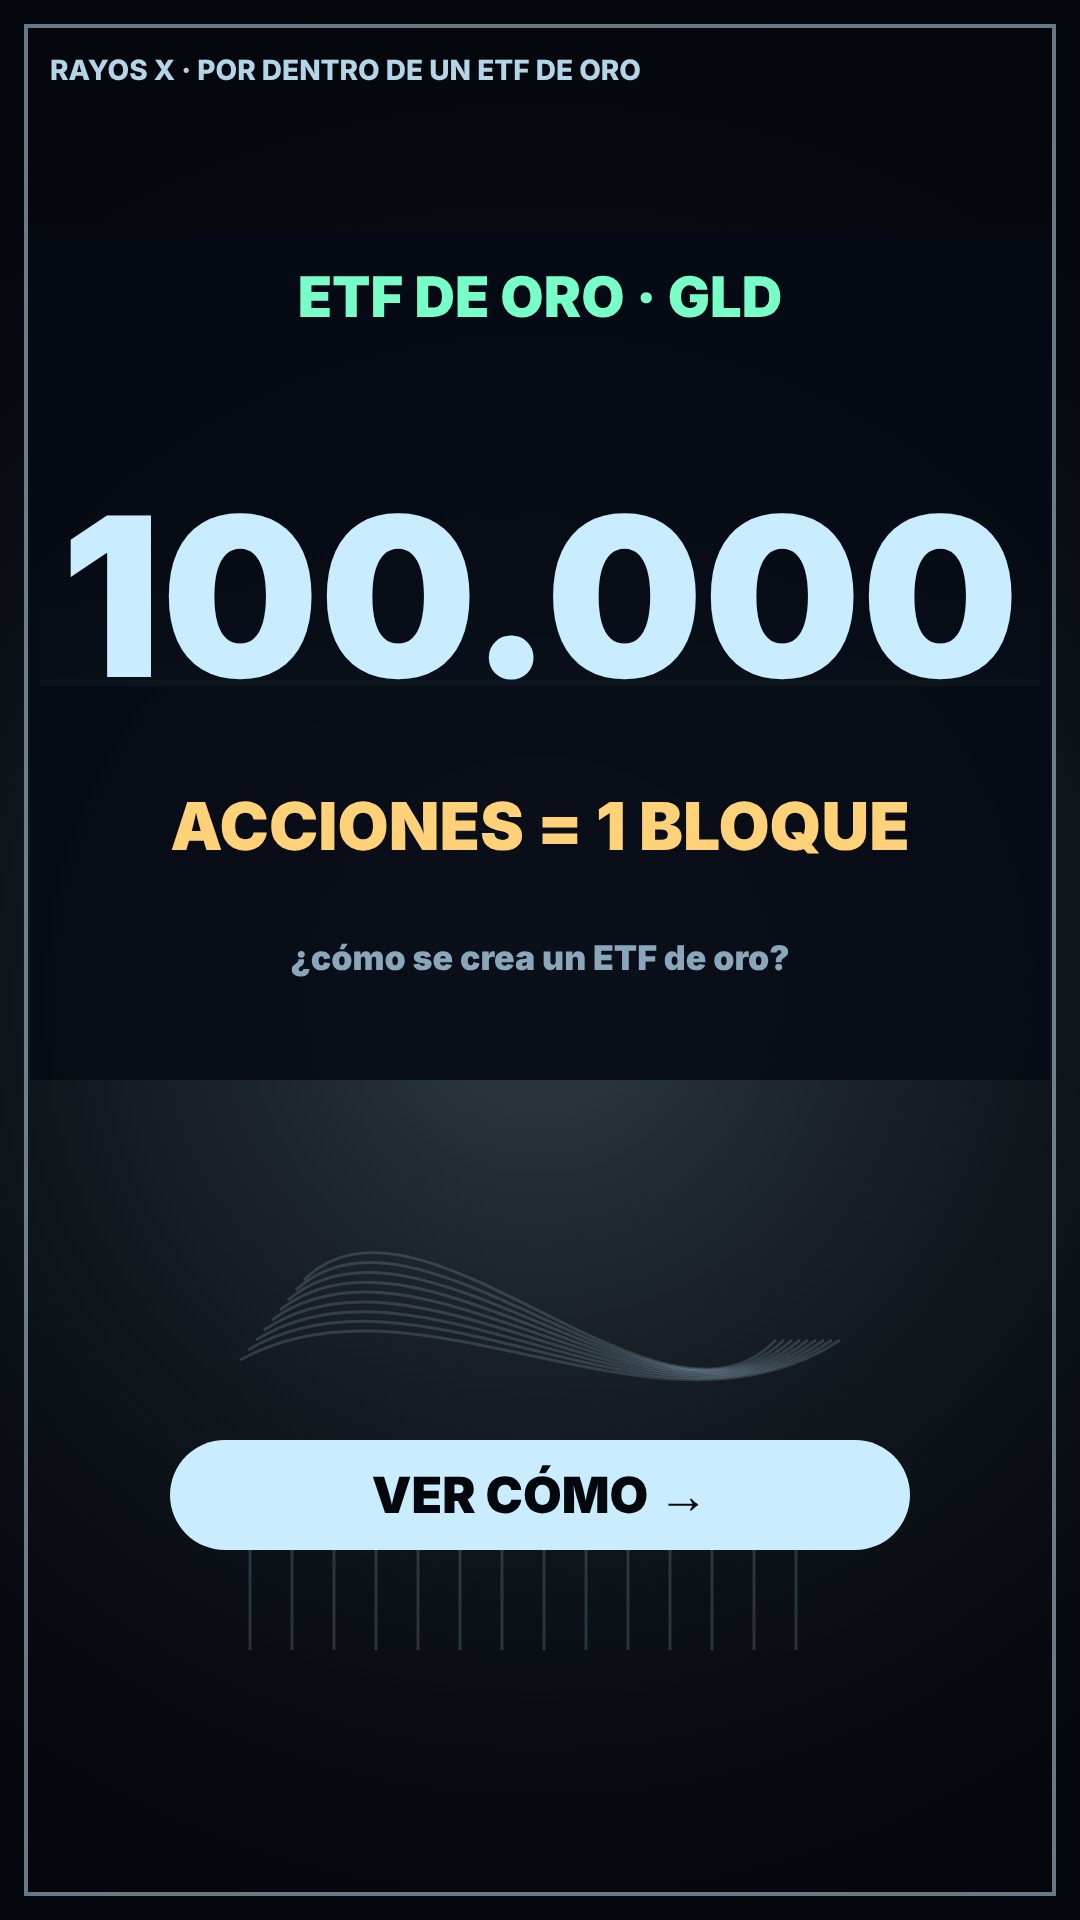 RAYOS X · POR DENTRO DE UN ETF DE ORO
ETF DE ORO · GLD
100.000
ACCIONES = 1 BLOQUE
¿cómo se crea un ETF de oro?
VER CÓMO →